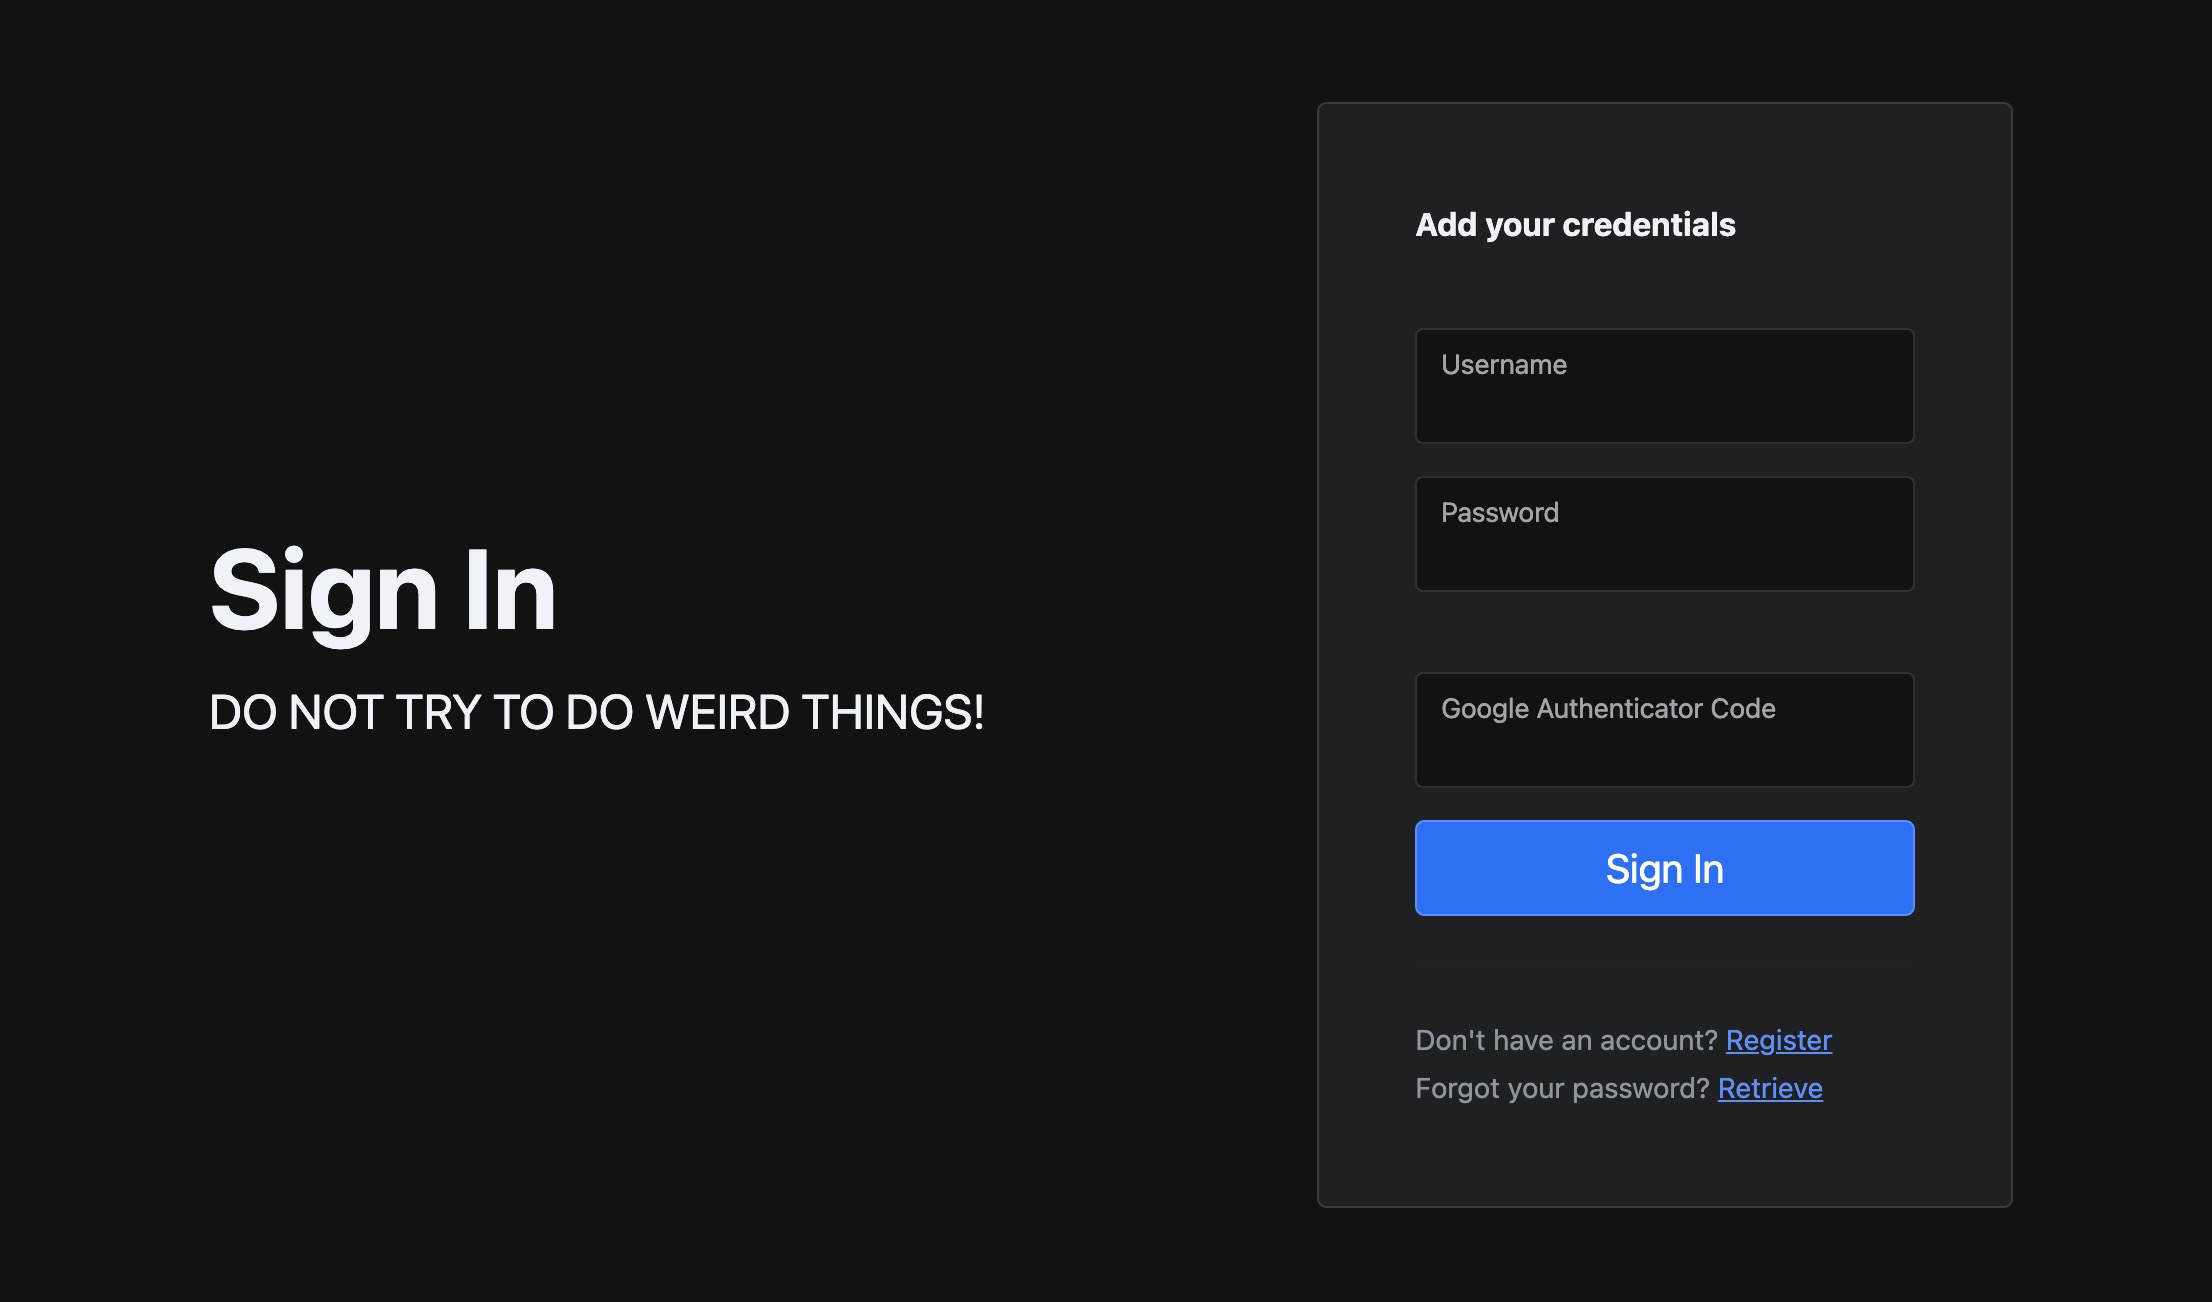 Sign In
DO NOT TRY TO DO WEIRD THINGS!
Add your credentials
Username
Password
Google Authenticator Code
Sign In
Don't have an account? Register
Forgot your password? Retrieve